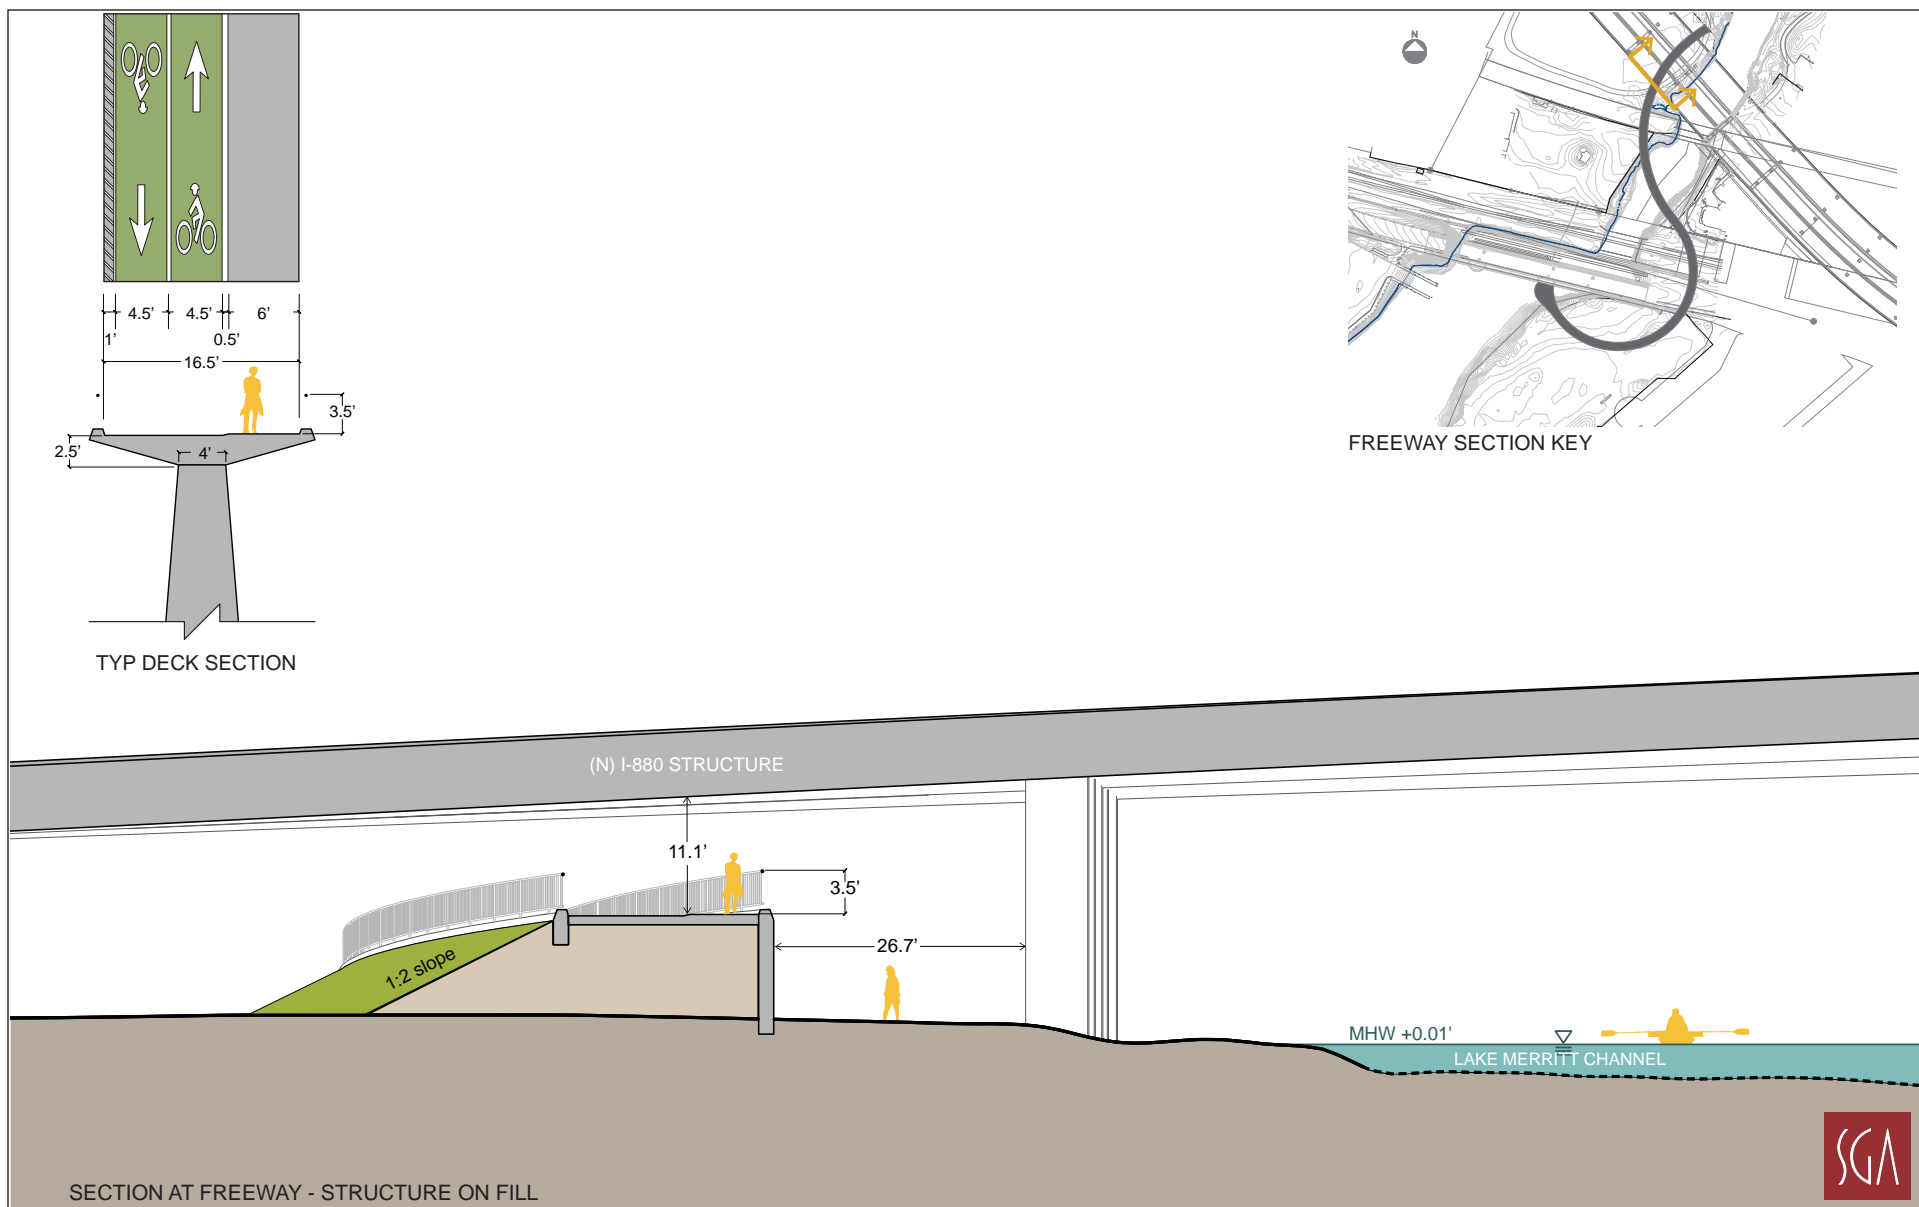 4.5'
4.5'
6'
1'
0.5'
16.5'
3.5'
2.5'
4'
TYP DECK SECTION
N
FREEWAY SECTION KEY
(N) I-880 STRUCTURE
11.1'
3.5'
26.7'
1:2 slope
MHW +0.01'
LAKE MERRITT CHANNEL
SECTION AT FREEWAY - STRUCTURE ON FILL
SGA